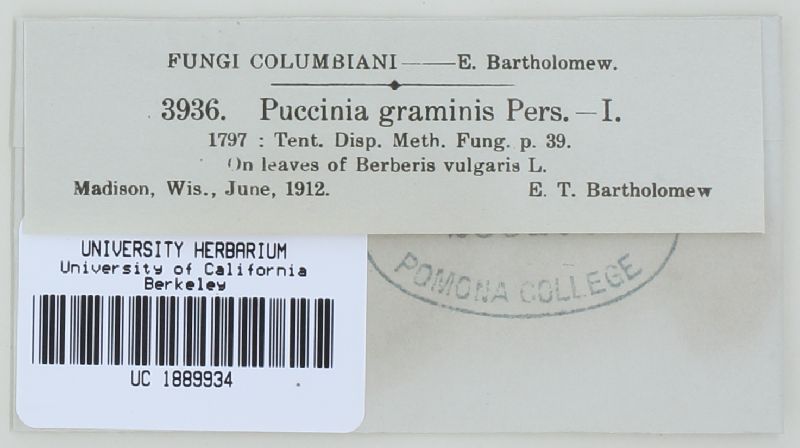 FUNGI COLUMBIANI——E. Bartholomew.
3936. Puccinia graminis Pers.—I.
1797 : Tent. Disp. Meth. Fung. p. 39.
On leaves of Berberis vulgaris L.
Madison, Wis., June, 1912. E. T. Bartholomew
UNIVERSITY HERBARIUM
University of California
Berkeley
UC 1889934
POMONA COLLEGE